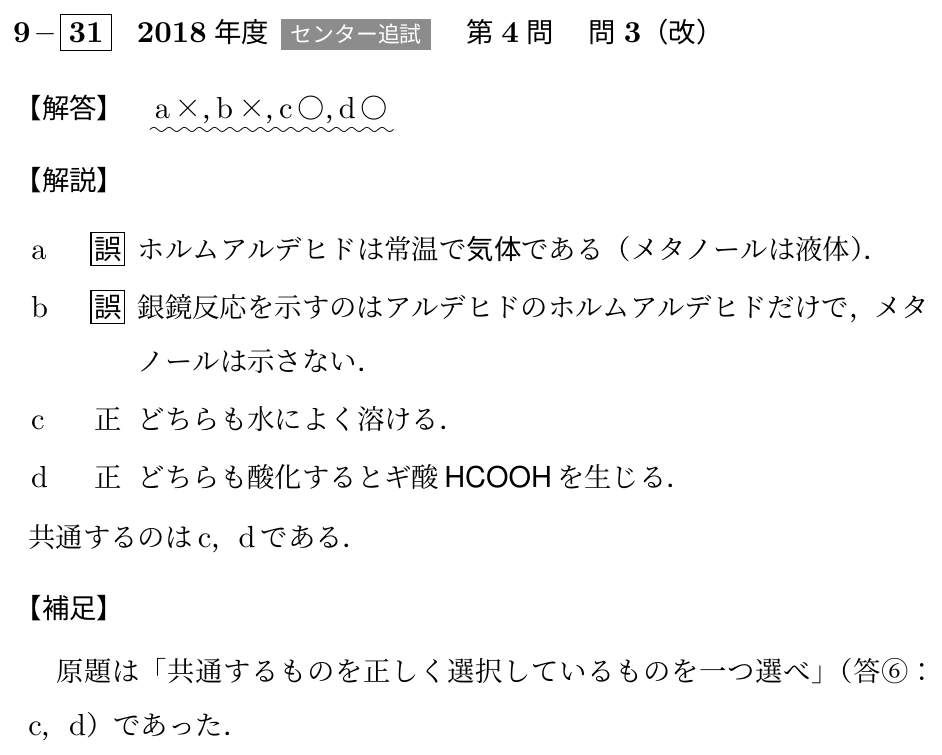 9－31 2018 年度 センター追試 第 4 問 問 3（改）
【解答】 a ×, b ×, c ○, d ○
【解説】
a 誤 ホルムアルデヒドは常温で気体である（メタノールは液体）．
b 誤 銀鏡反応を示すのはアルデヒドのホルムアルデヒドだけで，メタ
ノールは示さない．
c 正 どちらも水によく溶ける．
d 正 どちらも酸化するとギ酸 HCOOH を生じる．
共通するのは c，d である．
【補足】
原題は「共通するものを正しく選択しているものを一つ選べ」（答⑥：
c，d）であった．